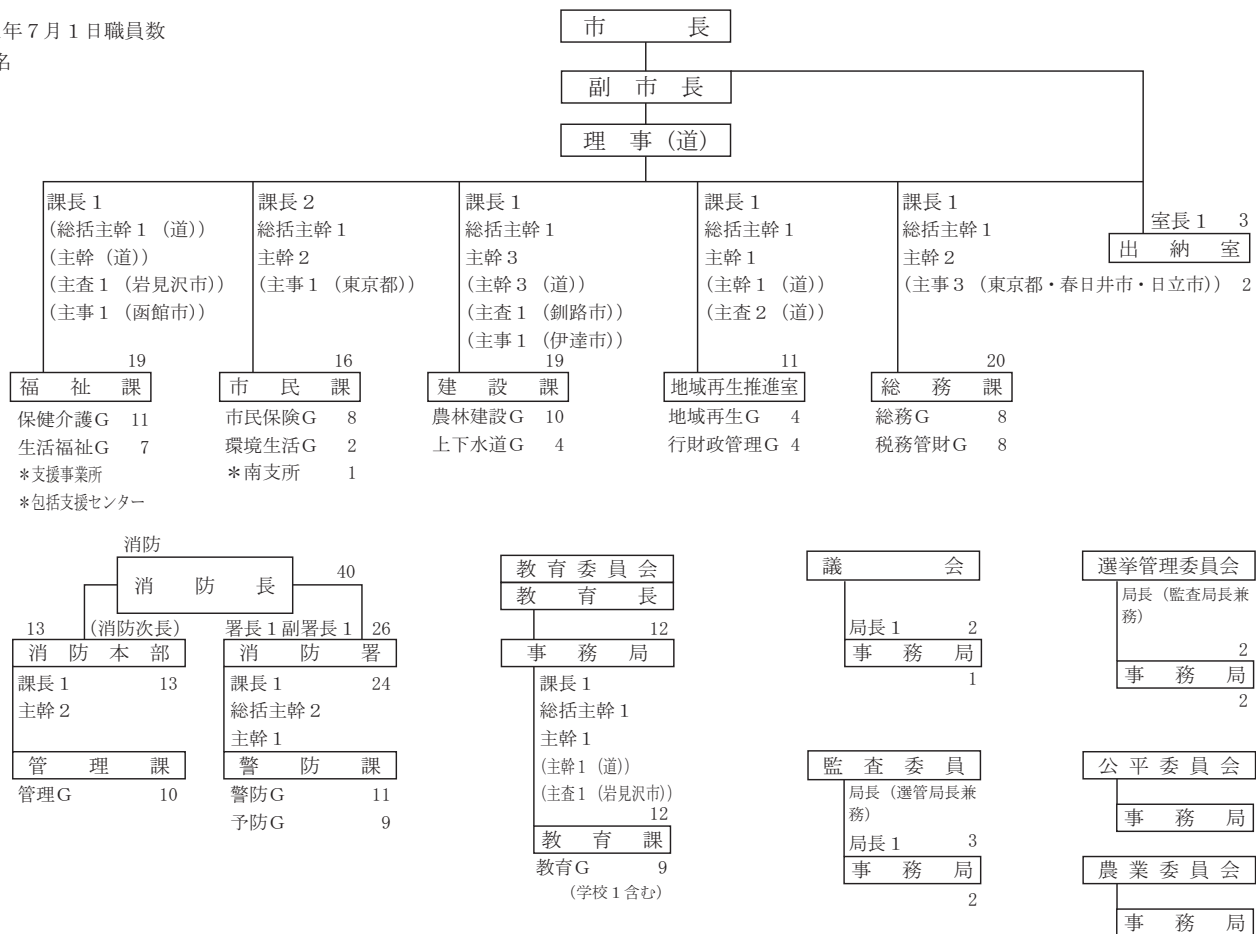 年７月１日職員数
名
市長
副市長
理事（道）
課長１
（総括主幹１（道））
（主幹（道））
（主査１（岩見沢市））
（主事１（函館市））
19
福祉課
保健介護Ｇ 11
生活福祉Ｇ 7
＊支援事業所
＊包括支援センター
課長２
総括主幹１
主幹２
（主事１（東京都））
16
市民課
市民保険Ｇ 8
環境生活Ｇ 2
＊南支所 1
課長１
総括主幹１
主幹３
（主幹３（道））
（主査１（釧路市））
（主事１（伊達市））
19
建設課
農林建設Ｇ 10
上下水道Ｇ 4
課長１
総括主幹１
主幹１
（主幹１（道））
（主査２（道））
11
地域再生推進室
地域再生Ｇ 4
行財政管理Ｇ 4
課長１
総括主幹１
主幹２
（主事３（東京都・春日井市・日立市）） 2
20
総務課
総務Ｇ 8
税務管財Ｇ 8
室長１ 3
出納室
消防
消防長
40
13 （消防次長）
消防本部
課長１ 13
主幹２
管理課
管理Ｇ 10
署長１副署長１ 26
消防署
課長１ 24
総括主幹２
主幹１
警防課
警防Ｇ 11
予防Ｇ 9
教育委員会
教育長
12
事務局
課長１
総括主幹１
主幹１
（主幹１（道））
（主査１（岩見沢市））
12
教育課
教育Ｇ 9
（学校１含む）
議会
局長１ 2
事務局
1
監査委員
局長（選管局長兼
務）
局長１ 3
事務局
2
選挙管理委員会
局長（監査局長兼
務）
2
事務局
2
公平委員会
事務局
農業委員会
事務局